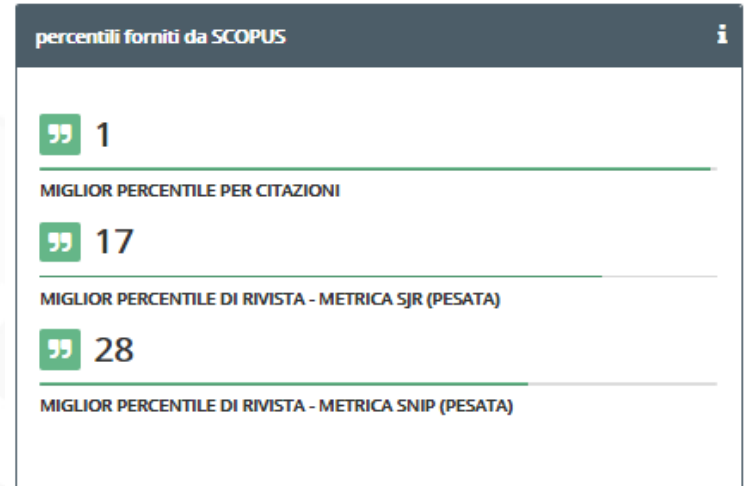 percentili forniti da SCOPUS
1
MIGLIOR PERCENTILE PER CITAZIONI
17
MIGLIOR PERCENTILE DI RIVISTA - METRICA SJR (PESATA)
28
MIGLIOR PERCENTILE DI RIVISTA - METRICA SNIP (PESATA)